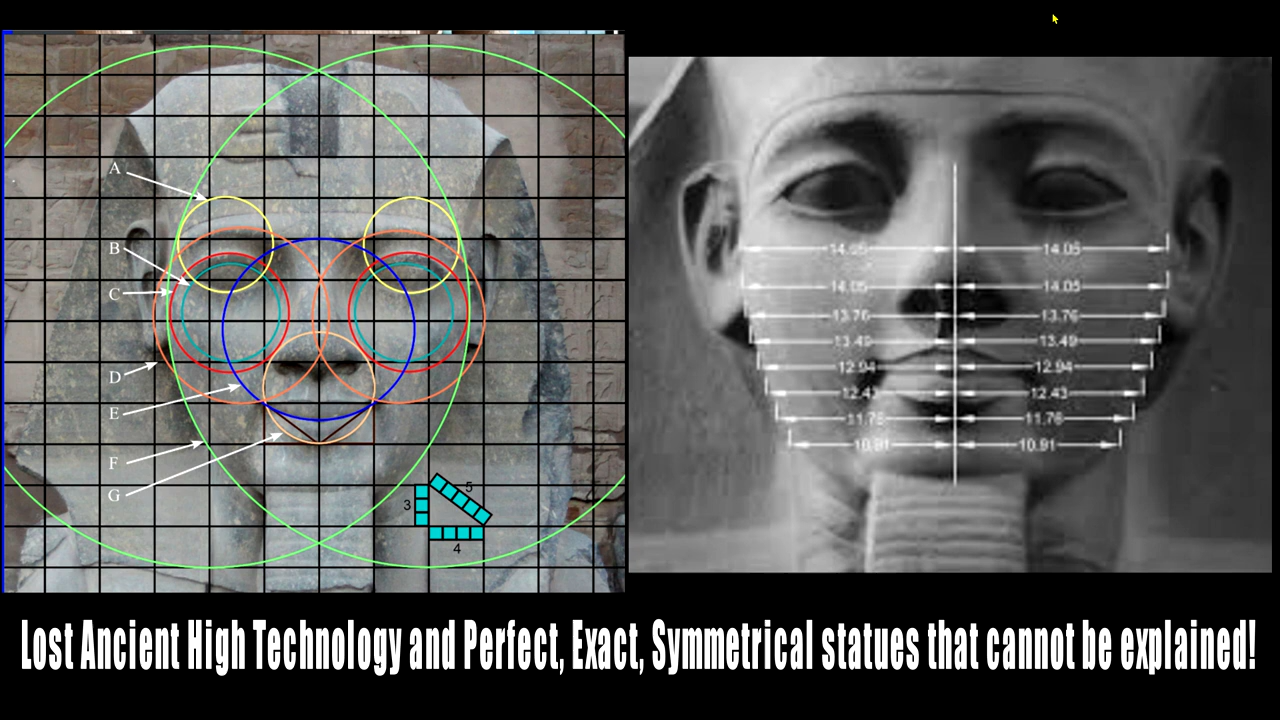 A
B
C
D
E
F
G
3
5
4
14.05 14.05
14.05 14.05
13.76 13.76
13.49 13.49
12.94 12.94
12.43 12.43
11.76 11.76
10.91 10.91
Lost Ancient High Technology and Perfect, Exact, Symmetrical statues that cannot be explained!